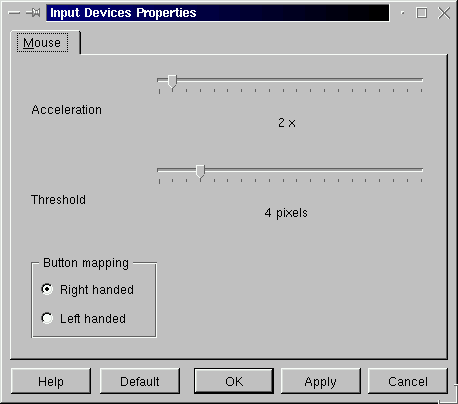 Input Devices Properties
Mouse
Acceleration
2 x
Threshold
4 pixels
Button mapping
Right handed
Left handed
Help Default OK Apply Cancel